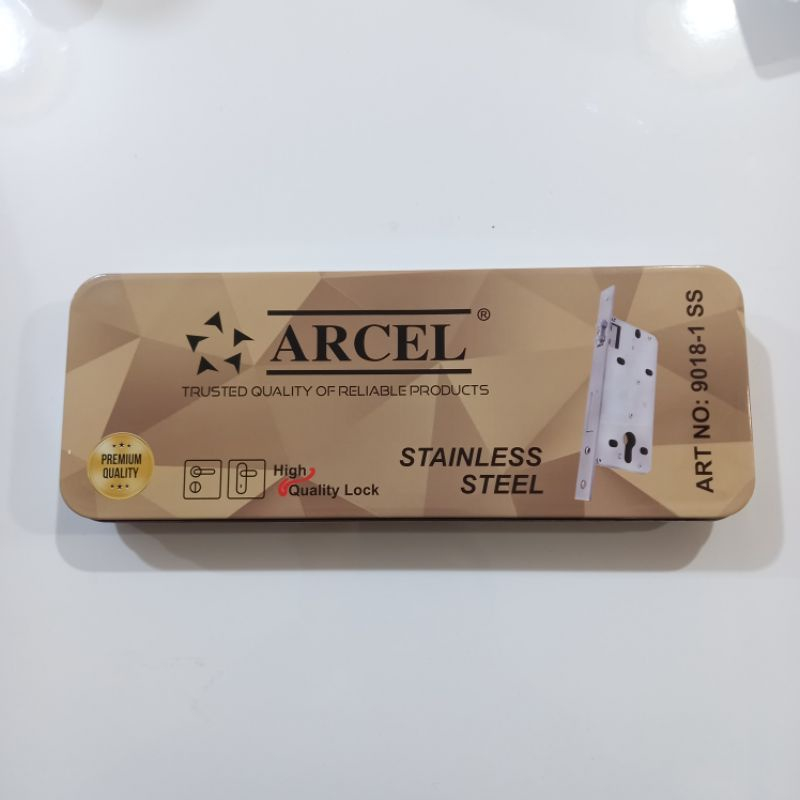 ARCEL®
TRUSTED QUALITY OF RELIABLE PRODUCTS
PREMIUM
QUALITY
High
Quality Lock
STAINLESS
STEEL
ART NO: 9018-1 SS